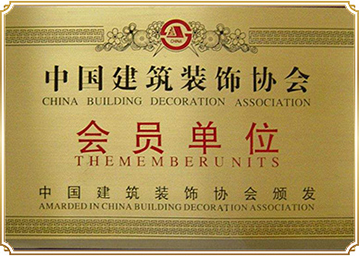 CHINA
中国建筑装饰协会
CHINA BUILDING DECORATION ASSOCIATION
会员单位
THEMEMBERUNITS
中国建筑装饰协会颁发
AMARDED IN CHINA BUILDING DECORATION ASSOCIATION